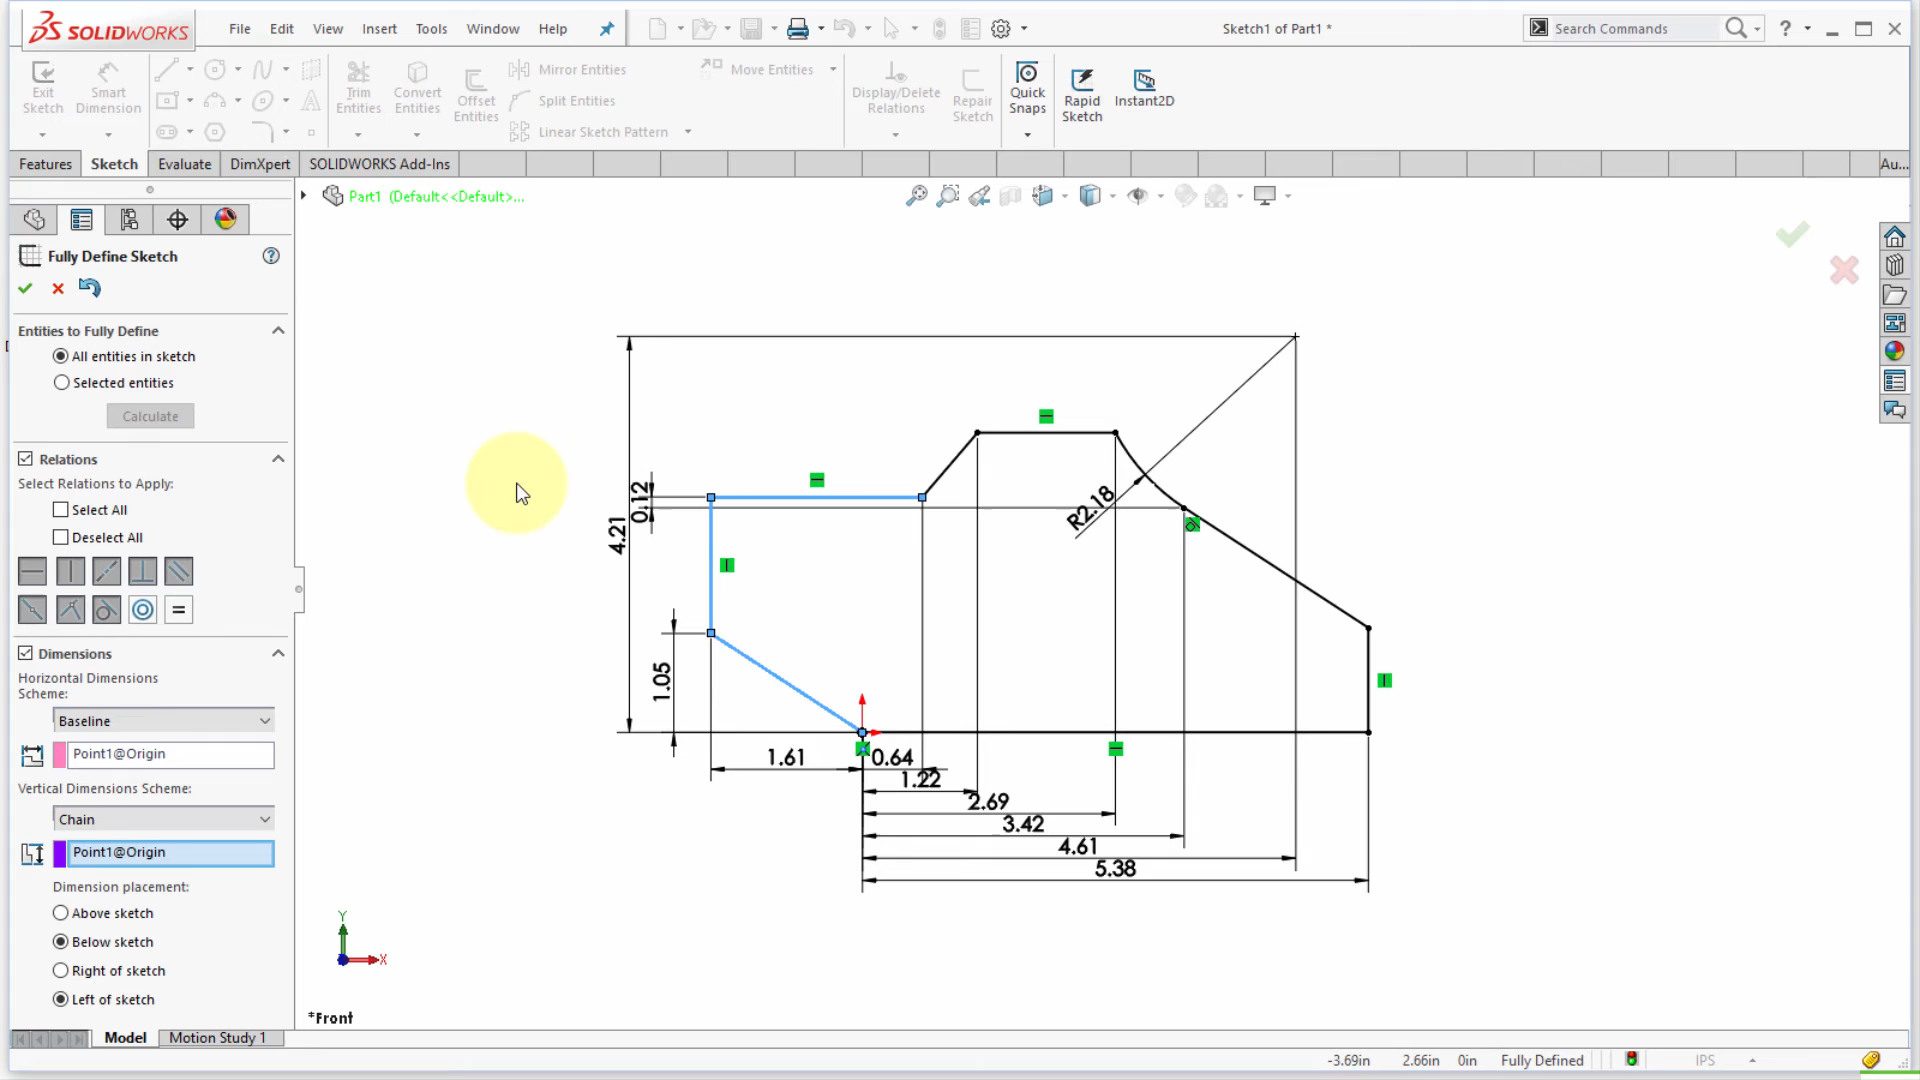 SOLIDWORKS File Edit View Insert Tools Window Help Sketch1 of Part1 * Search Commands ?
Exit Sketch Smart Dimension Trim Entities Convert Entities Offset Entities Mirror Entities Split Entities Linear Sketch Pattern Move Entities Display/Delete Relations Repair Sketch Quick Snaps Rapid Sketch Instant2D
Features Sketch Evaluate DimXpert SOLIDWORKS Add-Ins Au...
Part1 (Default<<Default>...
Fully Define Sketch ?
Entities to Fully Define
All entities in sketch
Selected entities
Calculate
Relations
Select Relations to Apply:
Select All
Deselect All
Dimensions
Horizontal Dimensions
Scheme:
Baseline
Point1@Origin
Vertical Dimensions Scheme:
Chain
Point1@Origin
Dimension placement:
Above sketch
Below sketch
Right of sketch
Left of sketch
0.12
4.21
R2.18
1.05
1.61
0.64
1.22
2.69
3.42
4.61
5.38
Y
X
*Front
Model Motion Study 1
-3.69in 2.66in 0in Fully Defined IPS